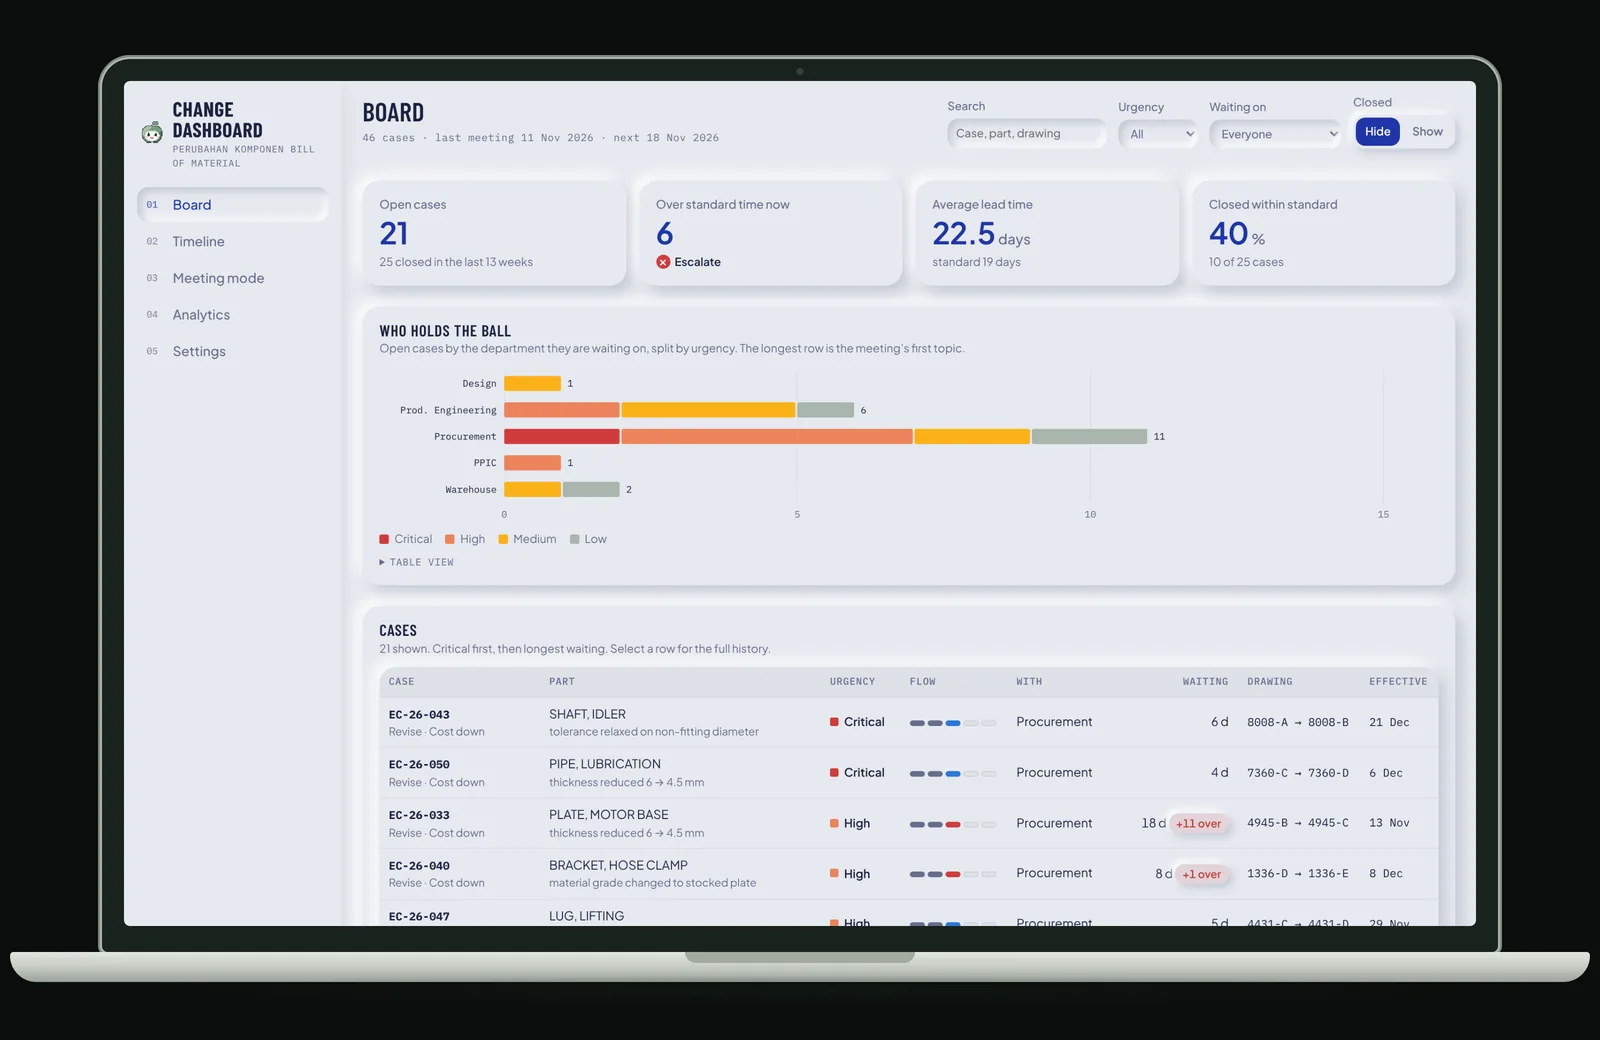 CHANGE
DASHBOARD
PERUBAHAN KOMPONEN BILL
OF MATERIAL
01 Board
02 Timeline
03 Meeting mode
04 Analytics
05 Settings
BOARD
46 cases · last meeting 11 Nov 2026 · next 18 Nov 2026
Search
Case, part, drawing
Urgency
All
Waiting on
Everyone
Closed
Hide Show
Open cases
21
25 closed in the last 13 weeks
Over standard time now
6
Escalate
Average lead time
22.5 days
standard 19 days
Closed within standard
40 %
10 of 25 cases
WHO HOLDS THE BALL
Open cases by the department they are waiting on, split by urgency. The longest row is the meeting's first topic.
Design 1
Prod. Engineering 6
Procurement 11
PPIC 1
Warehouse 2
0 5 10 15
Critical High Medium Low
TABLE VIEW
CASES
21 shown. Critical first, then longest waiting. Select a row for the full history.
CASE PART URGENCY FLOW WITH WAITING DRAWING EFFECTIVE
EC-26-043 SHAFT, IDLER Critical Procurement 6 d 8008-A → 8008-B 21 Dec
Revise · Cost down tolerance relaxed on non-fitting diameter
EC-26-050 PIPE, LUBRICATION Critical Procurement 4 d 7360-C → 7360-D 6 Dec
Revise · Cost down thickness reduced 6 → 4.5 mm
EC-26-033 PLATE, MOTOR BASE High Procurement 18 d +11 over 4945-B → 4945-C 13 Nov
Revise · Cost down thickness reduced 6 → 4.5 mm
EC-26-040 BRACKET, HOSE CLAMP High Procurement 8 d +1 over 1336-D → 1336-E 8 Dec
Revise · Cost down material grade changed to stocked plate
EC-26-047 LUG, LIFTING High Procurement 5 d 4431-C → 4431-D 29 Nov